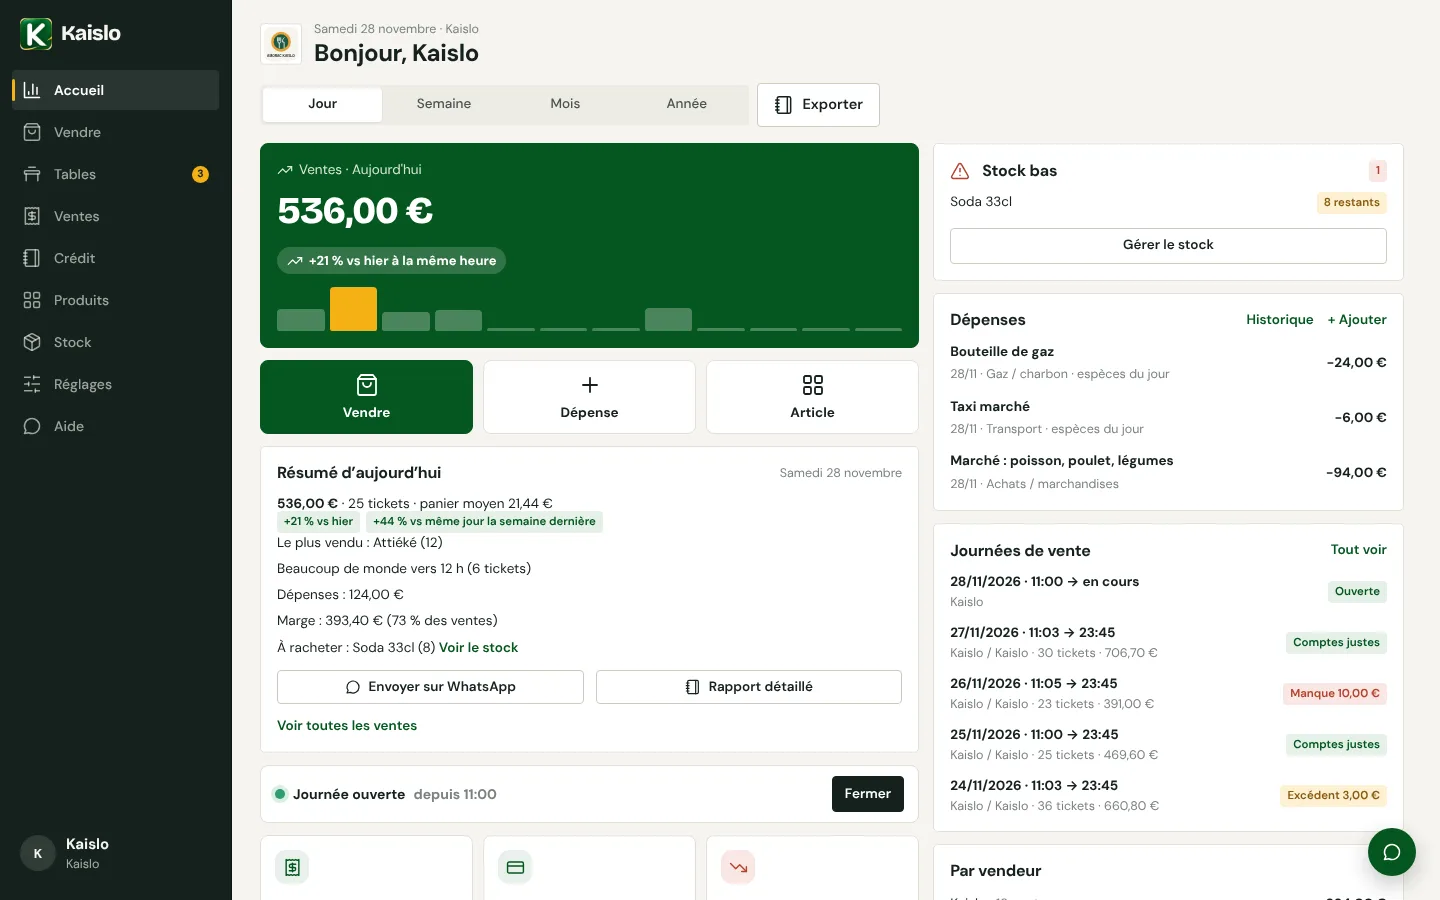 Kaislo
Accueil
Vendre
Tables
3
Ventes
Crédit
Produits
Stock
Réglages
Aide
K
Kaislo
Kaislo
Samedi 28 novembre · Kaislo
Bonjour, Kaislo
Jour
Semaine
Mois
Année
Exporter
Ventes · Aujourd'hui
536,00 €
+21 % vs hier à la même heure
Vendre
Dépense
Article
Résumé d’aujourd’hui
Samedi 28 novembre
536,00 € · 25 tickets · panier moyen 21,44 €
+21 % vs hier
+44 % vs même jour la semaine dernière
Le plus vendu : Attiéké (12)
Beaucoup de monde vers 12 h (6 tickets)
Dépenses : 124,00 €
Marge : 393,40 € (73 % des ventes)
À racheter : Soda 33cl (8) Voir le stock
Envoyer sur WhatsApp
Rapport détaillé
Voir toutes les ventes
Journée ouverte depuis 11:00
Fermer
Stock bas
1
Soda 33cl
8 restants
Gérer le stock
Dépenses
Historique
+ Ajouter
Bouteille de gaz
28/11 · Gaz / charbon · espèces du jour
-24,00 €
Taxi marché
28/11 · Transport · espèces du jour
-6,00 €
Marché : poisson, poulet, légumes
28/11 · Achats / marchandises
-94,00 €
Journées de vente
Tout voir
28/11/2026 · 11:00 → en cours
Kaislo
Ouverte
27/11/2026 · 11:03 → 23:45
Kaislo / Kaislo · 30 tickets · 706,70 €
Comptes justes
26/11/2026 · 11:05 → 23:45
Kaislo / Kaislo · 23 tickets · 391,00 €
Manque 10,00 €
25/11/2026 · 11:00 → 23:45
Kaislo / Kaislo · 25 tickets · 469,60 €
Comptes justes
24/11/2026 · 11:03 → 23:45
Kaislo / Kaislo · 36 tickets · 660,80 €
Excédent 3,00 €
Par vendeur